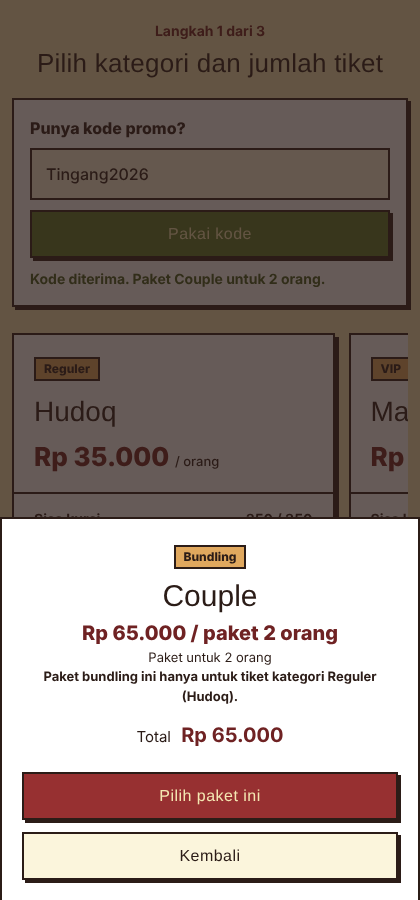 Langkah 1 dari 3
Pilih kategori dan jumlah tiket
Punya kode promo?
Tingang2026
Pakai kode
Kode diterima. Paket Couple untuk 2 orang.
Reguler
VIP
Hudoq
Ma
Rp 35.000 / orang
Rp
Bundling
Couple
Rp 65.000 / paket 2 orang
Paket untuk 2 orang
Paket bundling ini hanya untuk tiket kategori Reguler
(Hudoq).
Total Rp 65.000
Pilih paket ini
Kembali